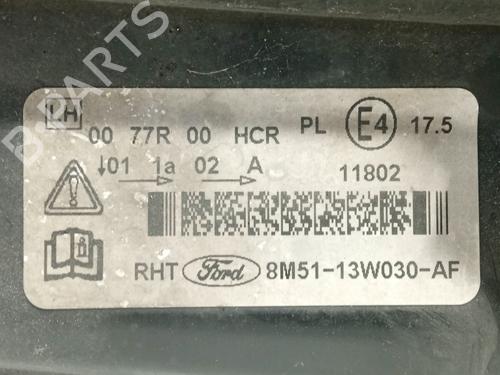 B-PARTS
LH
00 77R 00 HCR PL E4 17.5
↓01 1a 02 A
11802
RHT Ford 8M51-13W030-AF